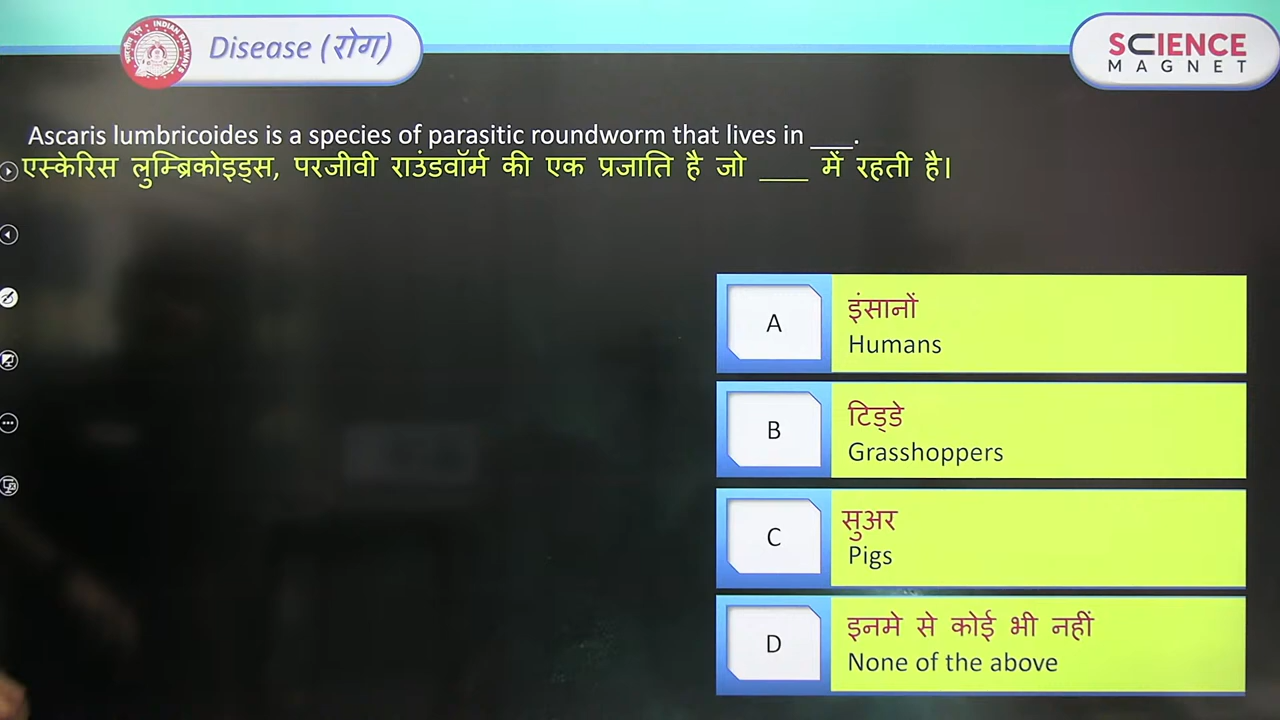 Disease (रोग)
SCIENCE
MAGNET
Ascaris lumbricoides is a species of parasitic roundworm that lives in ___.
एस्केरिस लुम्ब्रिकोइड्स, परजीवी राउंडवॉर्म की एक प्रजाति है जो ___ में रहती है।
A
इंसानों
Humans
B
टिड्डे
Grasshoppers
C
सुअर
Pigs
D
इनमे से कोई भी नहीं
None of the above